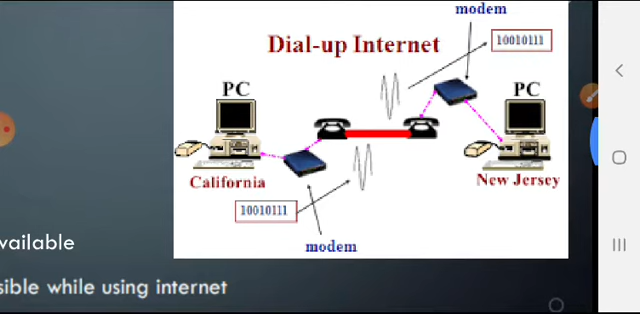 modem
Dial-up Internet
10010111
PC
PC
California
New Jersey
10010111
modem
vailable
sible while using internet